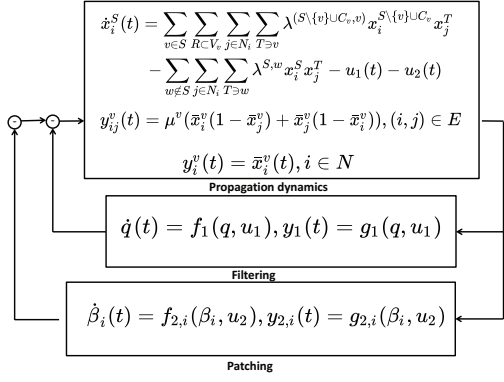 ẋ_i^S(t) = ∑_{v∈S} ∑_{R⊂V_v} ∑_{j∈N_i} ∑_{T∋v} λ^{(S\{v}∪C_v,v)} x_i^{S\{v}∪C_v} x_j^T
− ∑_{w∉S} ∑_{j∈N_i} ∑_{T∋w} λ^{S,w} x_i^S x_j^T − u_1(t) − u_2(t)
y_{ij}^v(t) = μ^v(x̄_i^v(1 − x̄_j^v) + x̄_j^v(1 − x̄_i^v)), (i, j) ∈ E
y_i^v(t) = x̄_i^v(t), i ∈ N
Propagation dynamics
- -
q̇(t) = f_1(q, u_1), y_1(t) = g_1(q, u_1)
Filtering
β̇_i(t) = f_{2,i}(β_i, u_2), y_{2,i}(t) = g_{2,i}(β_i, u_2)
Patching